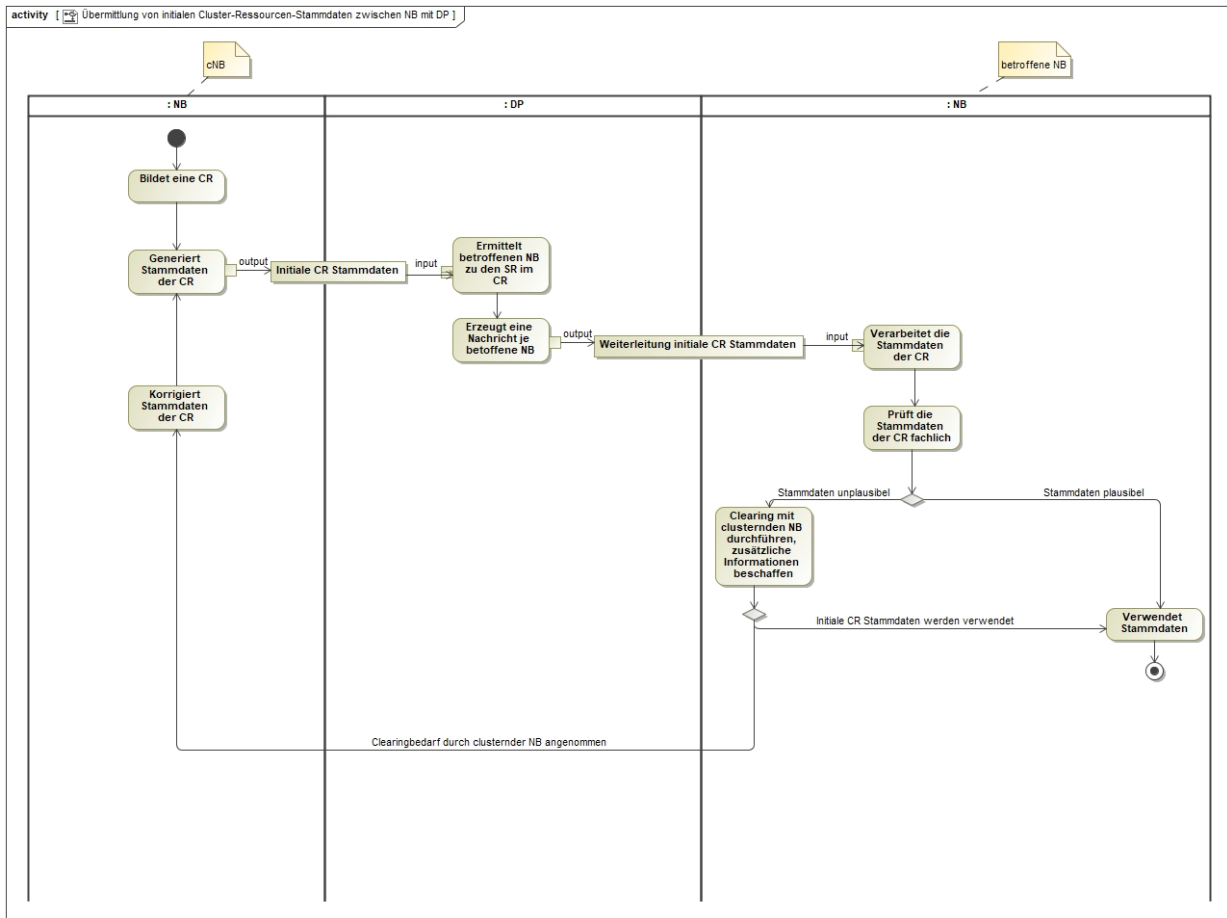 activity [ Übermittlung von initialen Cluster-Ressourcen-Stammdaten zwischen NB mit DP ]
cNB
betroffene NB
: NB
: DP
: NB
Bildet eine CR
Generiert
Stammdaten
der CR
output
Initiale CR Stammdaten
input
Ermittelt
betroffenen NB
zu den SR im
CR
Erzeugt eine
Nachricht je
betoffene NB
output
Weiterleitung initiale CR Stammdaten
input
Verarbeitet die
Stammdaten
der CR
Korrigiert
Stammdaten
der CR
Prüft die
Stammdaten
der CR fachlich
Stammdaten unplausibel
Stammdaten plausibel
Clearing mit
clusternden NB
durchführen,
zusätzliche
Informationen
beschaffen
Initiale CR Stammdaten werden verwendet
Verwendet
Stammdaten
Clearingbedarf durch clusternder NB angenommen